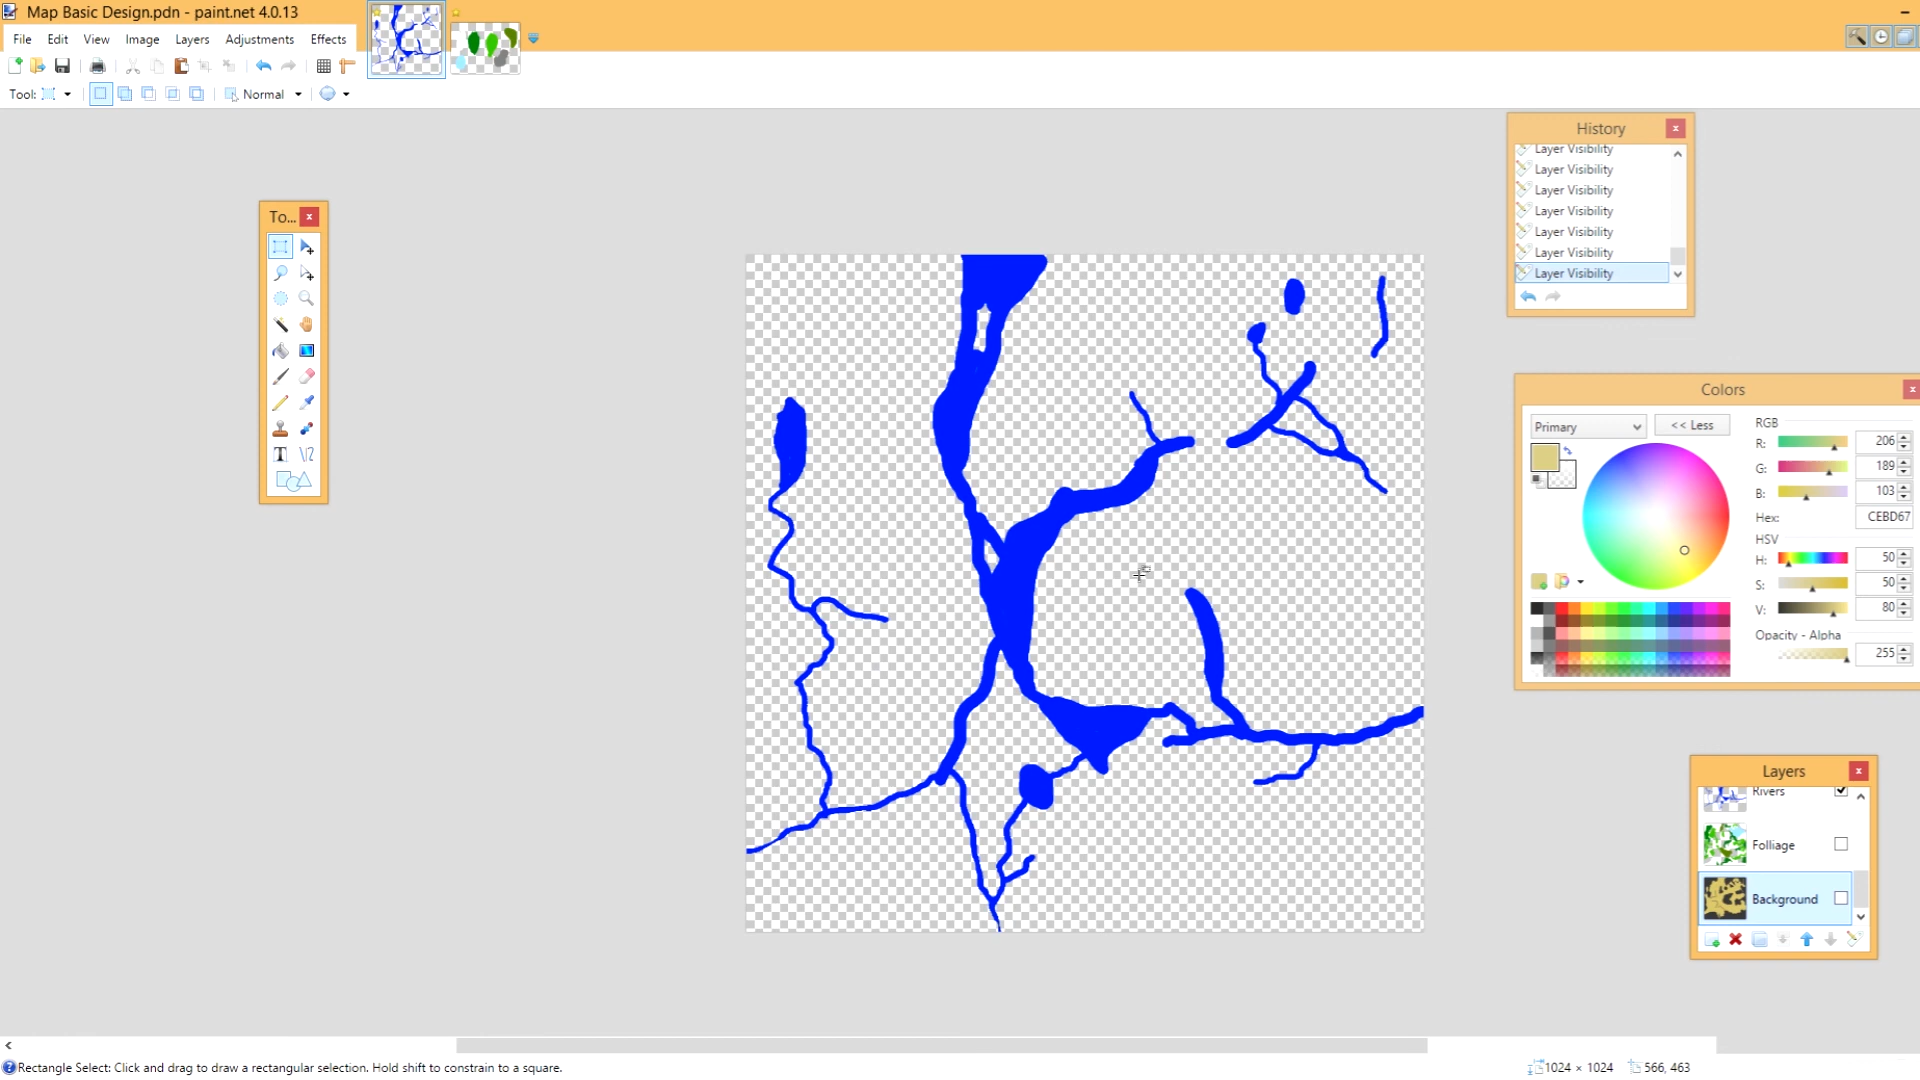 Map Basic Design.pdn - paint.net 4.0.13
File Edit View Image Layers Adjustments Effects
Tool: Normal
To...
History
Layer Visibility
Layer Visibility
Layer Visibility
Layer Visibility
Layer Visibility
Layer Visibility
Layer Visibility
Colors
Primary
<< Less
RGB
R: 206
G: 189
B: 103
Hex: CEBD67
HSV
H: 50
S: 50
V: 80
Opacity - Alpha
255
Layers
Rivers
Folliage
Background
Rectangle Select: Click and drag to draw a rectangular selection. Hold shift to constrain to a square.
1024 × 1024
566, 463